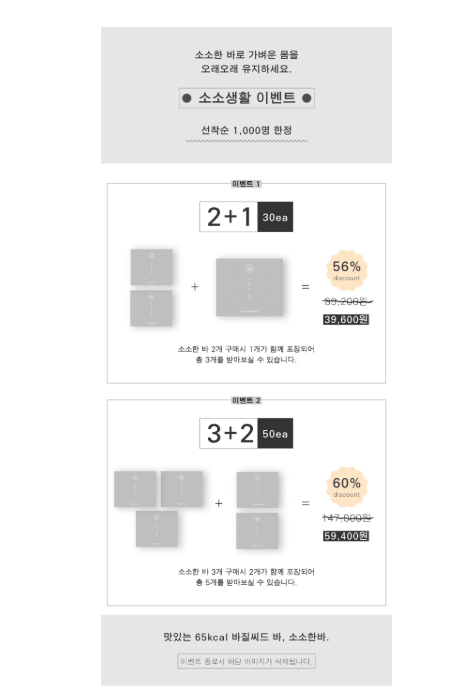 소소한 바로 가벼운 몸을
오래오래 유지하세요.
● 소소생활 이벤트 ●
선착순 1,000명 한정
이벤트 1
2+1 30ea
+ =
56%
discount
39,600원
소소한 바 2개 구매시 1개가 함께 포장되어
총 3개를 받아보실 수 있습니다.
이벤트 2
3+2 50ea
+ =
60%
discount
147,000원
59,400원
소소한 바 3개 구매시 2개가 함께 포장되어
총 5개를 받아보실 수 있습니다.
맛있는 65kcal 바질씨드 바, 소소한바.
이벤트 종료시 해당 이미지가 삭제됩니다.